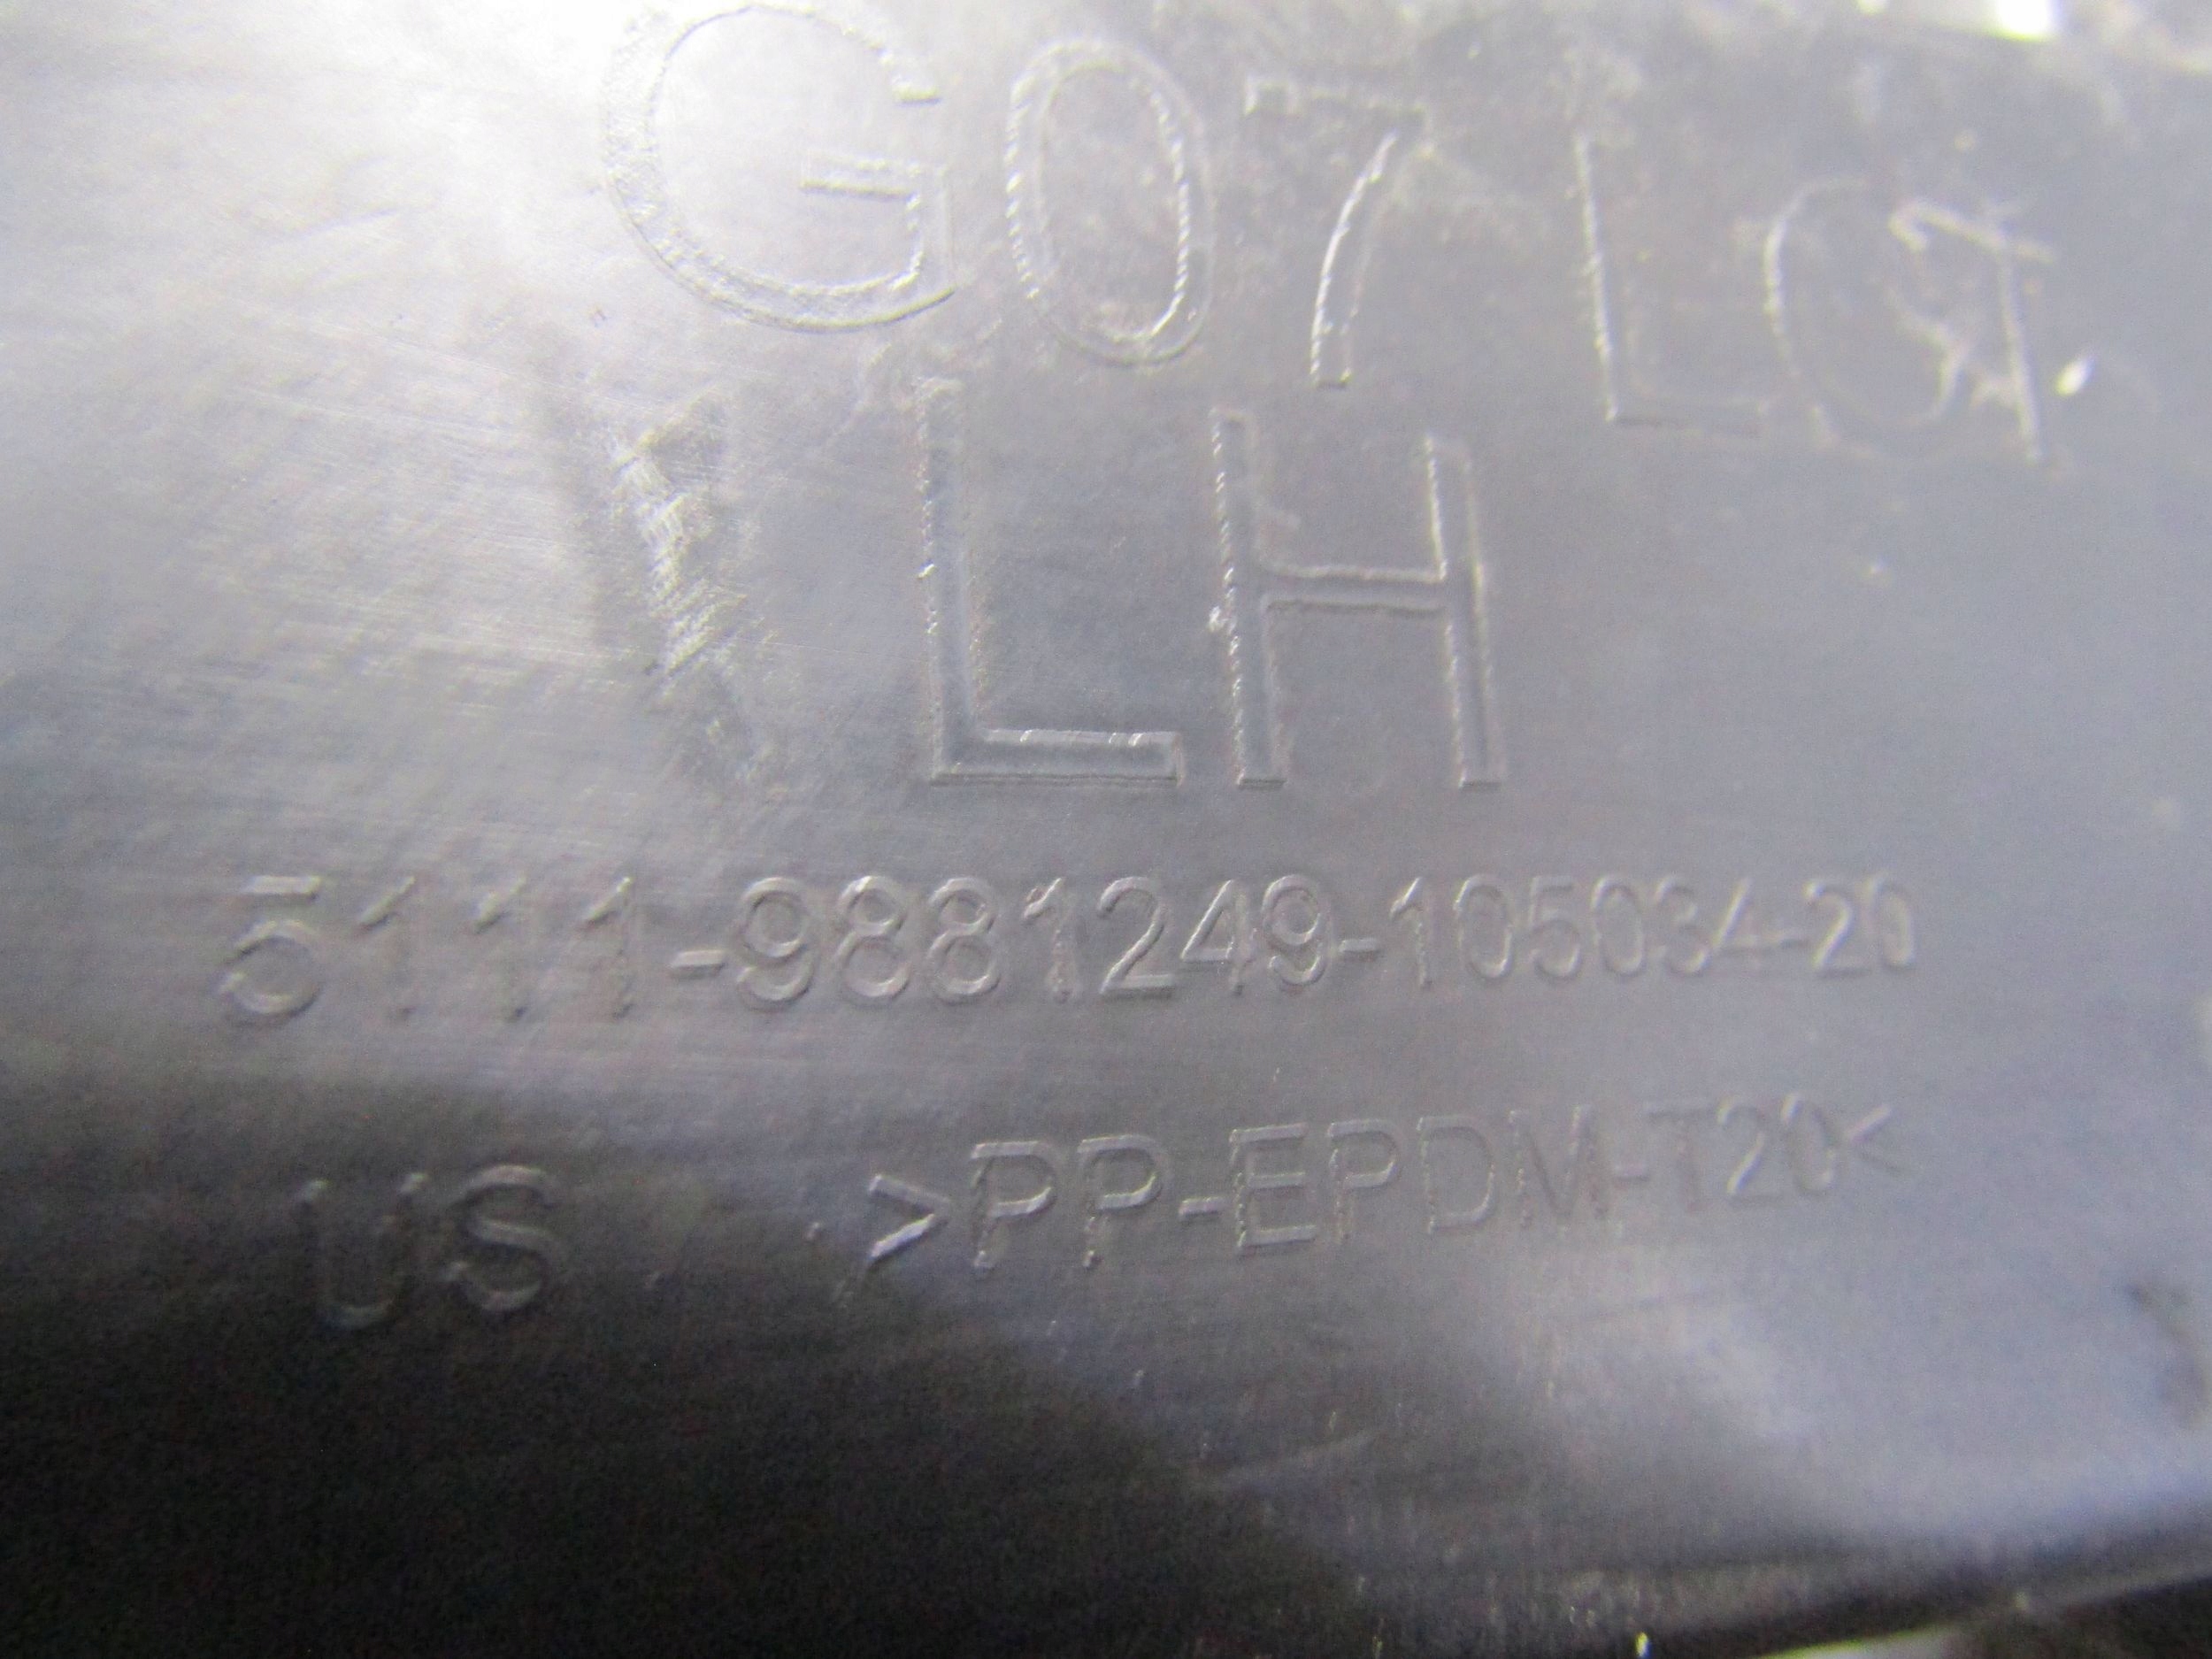 G07 LCI
LH
5111-9881249-105034-20
US >PP-EPDM-T20<